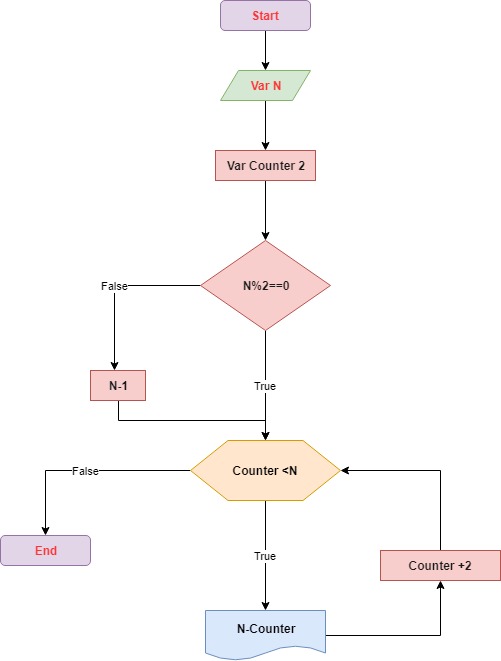 Start
Var N
Var Counter 2
N%2==0
False
N-1
True
Counter <N
False
End
True
Counter +2
N-Counter